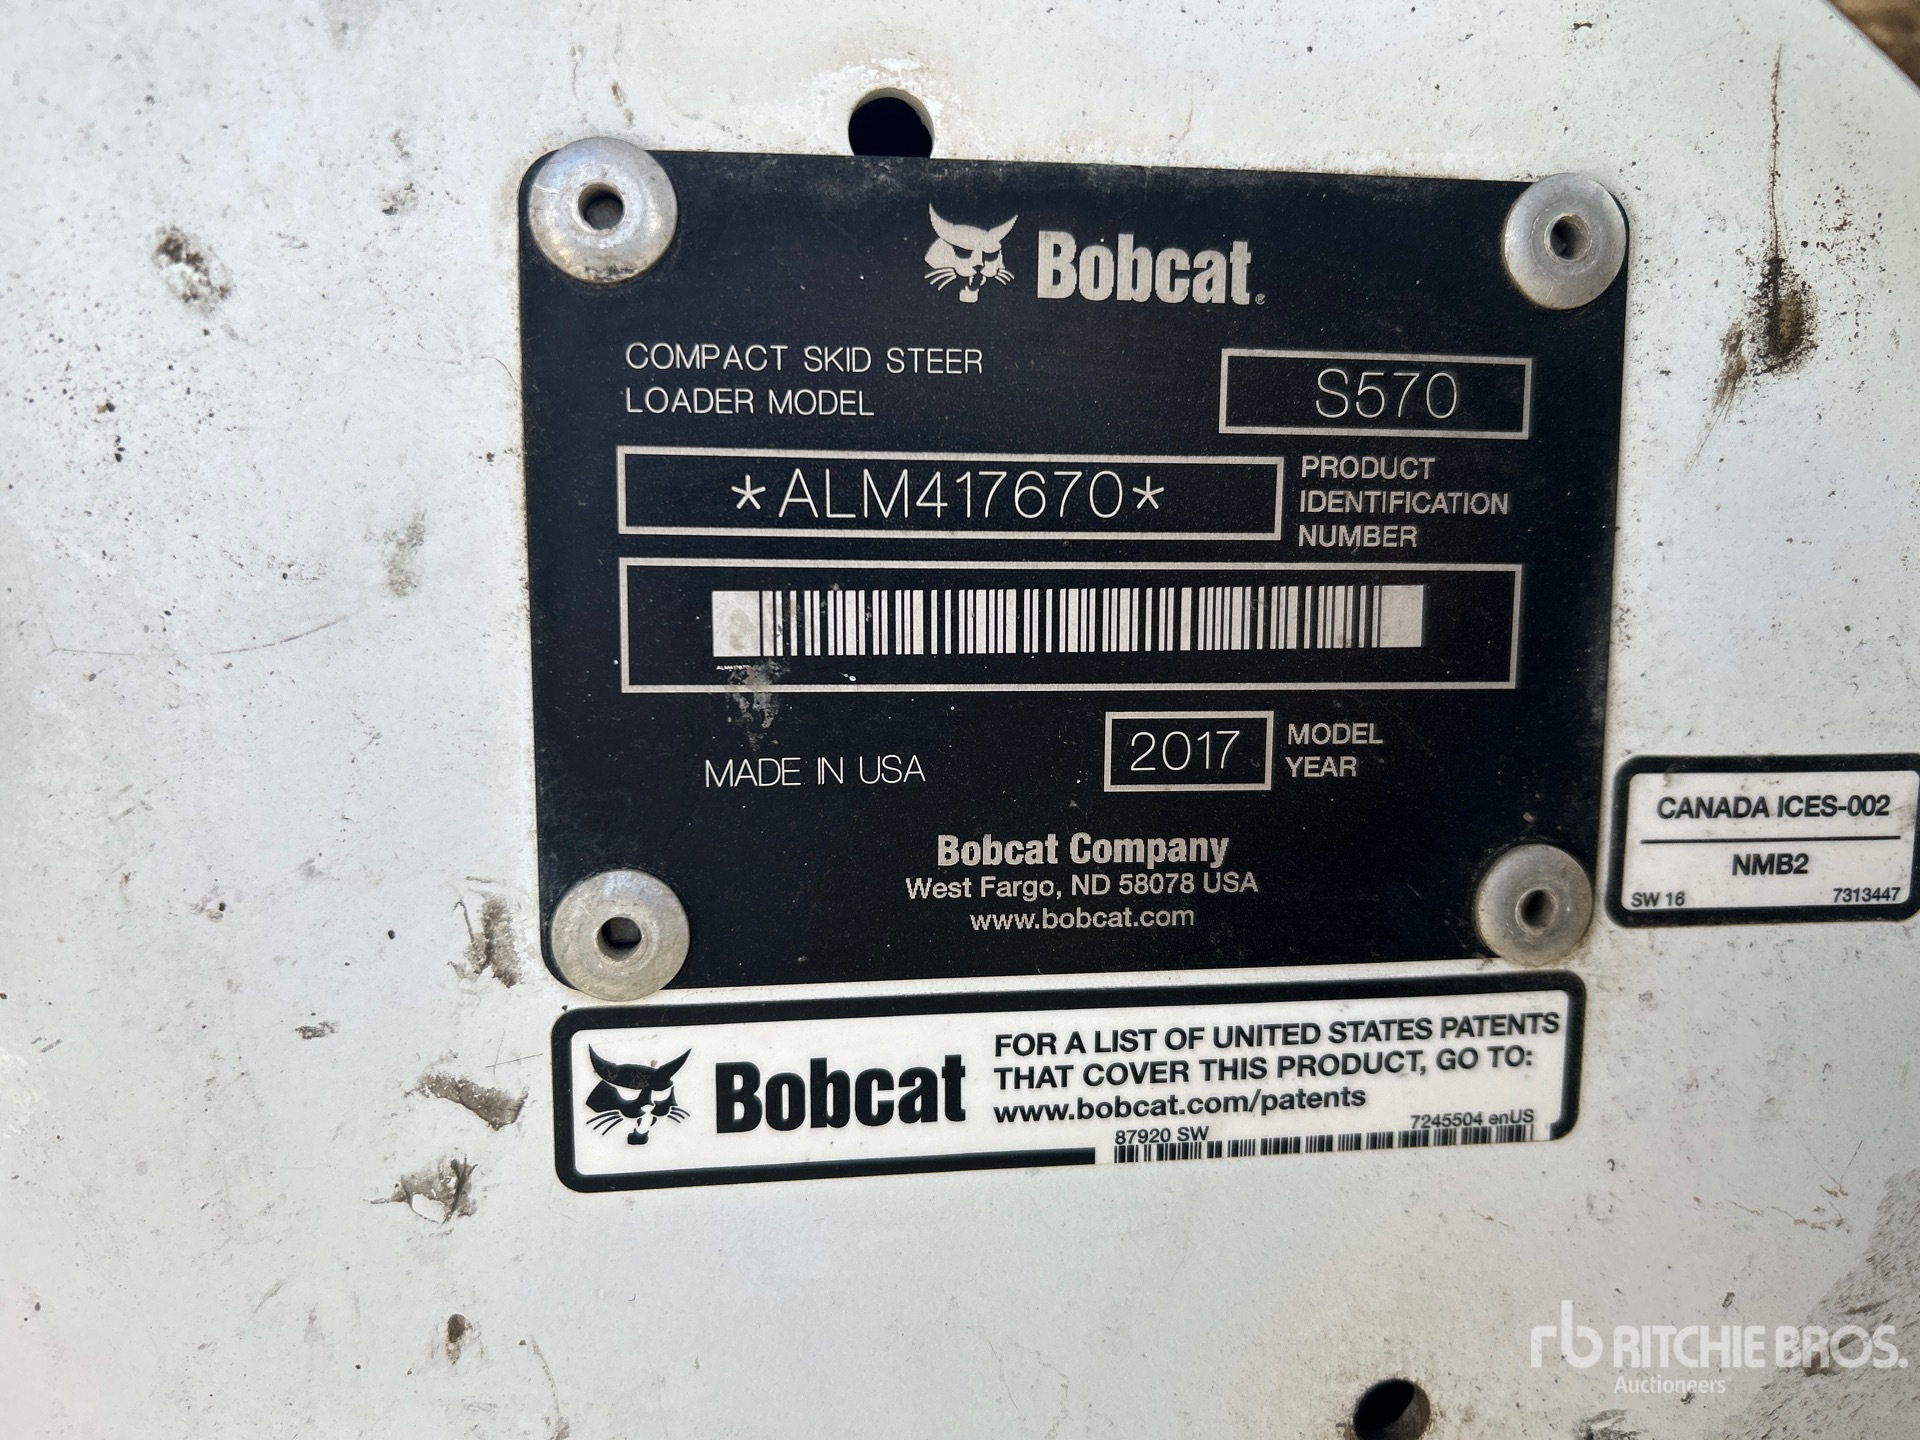 Bobcat®
COMPACT SKID STEER
LOADER MODEL
S570
*ALM417670*
PRODUCT
IDENTIFICATION
NUMBER
ALM417670
MADE IN USA
2017
MODEL
YEAR
Bobcat Company
West Fargo, ND 58078 USA
www.bobcat.com
CANADA ICES-002
NMB2
SW 16 7313447
Bobcat
FOR A LIST OF UNITED STATES PATENTS
THAT COVER THIS PRODUCT, GO TO:
www.bobcat.com/patents
87920 SW 7245504 enUS
rb RITCHIE BROS.
Auctioneers